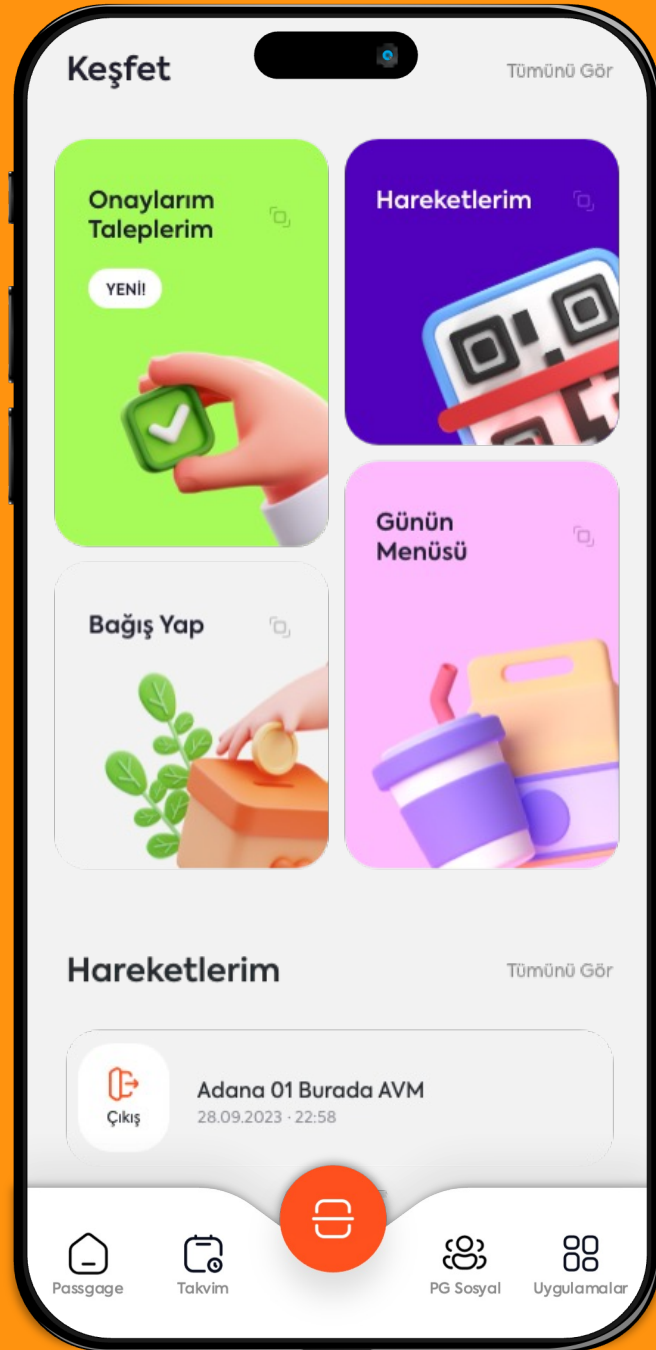 Keşfet
Tümünü Gör
Onaylarım
Taleplerim
YENİ!
Hareketlerim
Günün
Menüsü
Bağış Yap
Hareketlerim
Tümünü Gör
Çıkış
Adana 01 Burada AVM
28.09.2023 · 22:58
Passgage
Takvim
PG Sosyal
Uygulamalar